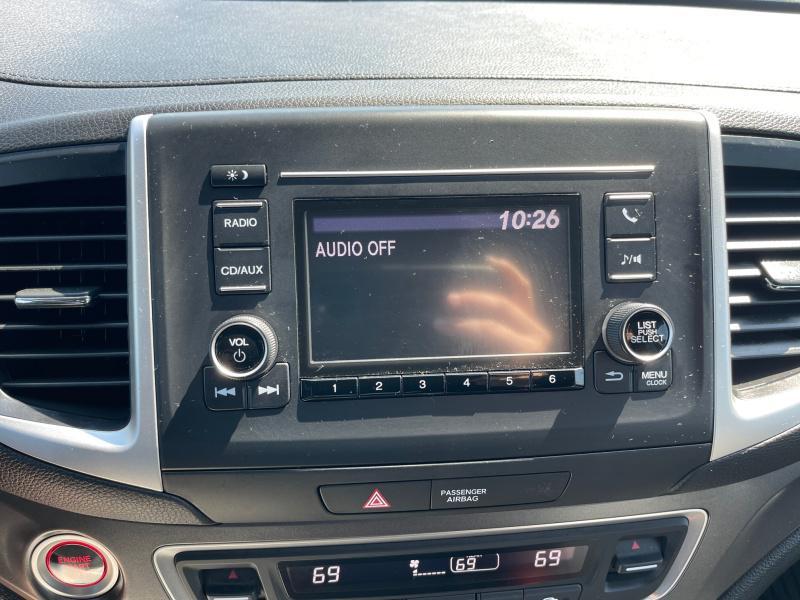 10:26
RADIO
AUDIO OFF
CD/AUX
LIST
PUSH
SELECT
VOL
MENU
CLOCK
1 2 3 4 5 6
PASSENGER
AIRBAG
ENGINE
69 69 69